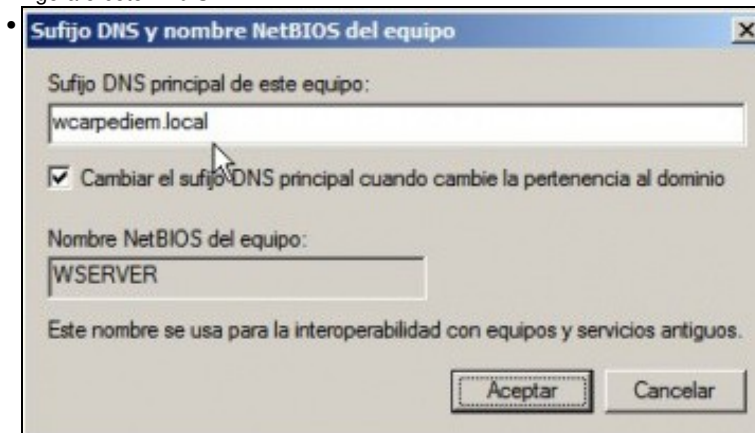 Sufijo DNS y nombre NetBIOS del equipo
Sufijo DNS principal de este equipo:
wcarpediem.local
Cambiar el sufijo DNS principal cuando cambie la pertenencia al dominio
Nombre NetBIOS del equipo:
WSERVER
Este nombre se usa para la interoperabilidad con equipos y servicios antiguos.
Aceptar Cancelar